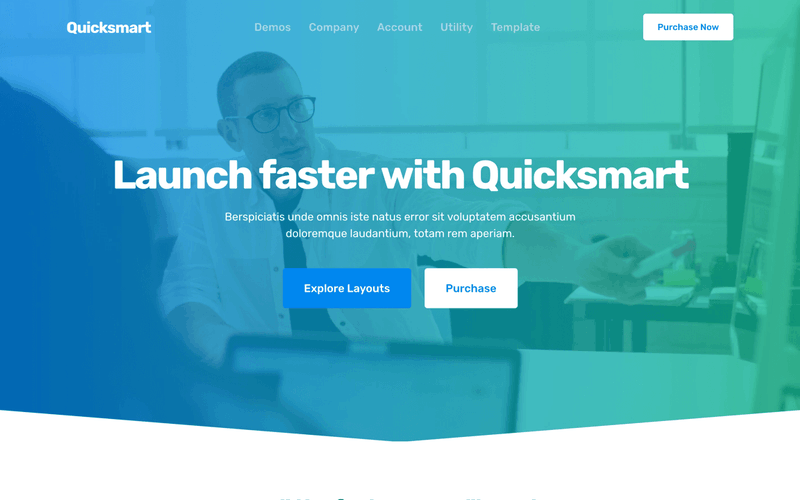 Quicksmart
Demos
Company
Account
Utility
Template
Purchase Now
Launch faster with Quicksmart
Berspiciatis unde omnis iste natus error sit voluptatem accusantium
doloremque laudantium, totam rem aperiam.
Explore Layouts
Purchase